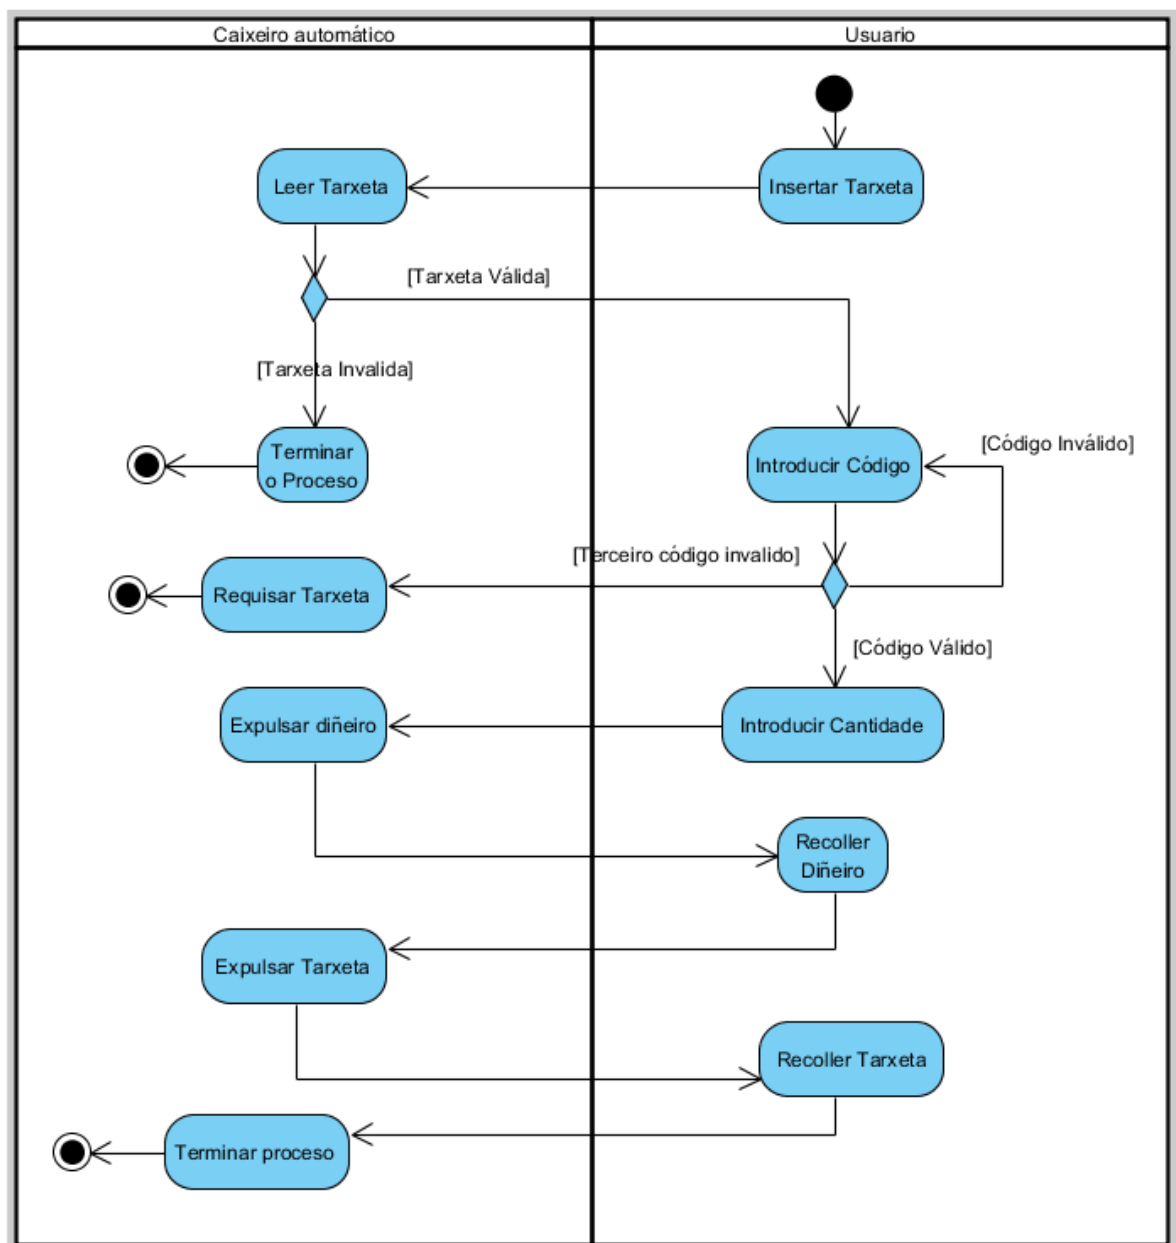 Caixeiro automático
Usuario
Leer Tarxeta
Insertar Tarxeta
[Tarxeta Válida]
[Tarxeta Invalida]
Terminar
o Proceso
Introducir Código
[Código Inválido]
[Terceiro código invalido]
Requisar Tarxeta
[Código Válido]
Expulsar diñeiro
Introducir Cantidade
Recoller
Diñeiro
Expulsar Tarxeta
Recoller Tarxeta
Terminar proceso